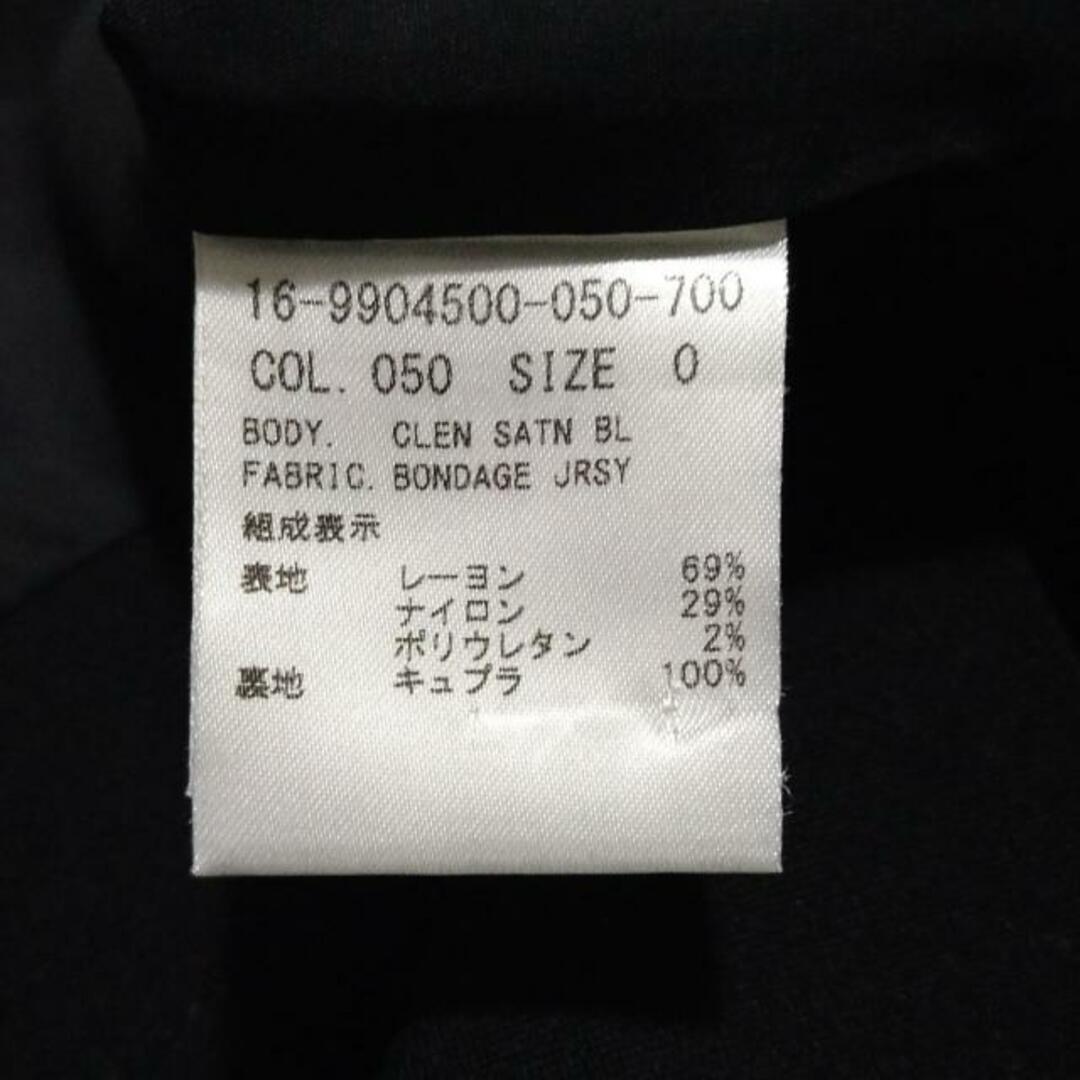 16-9904500-050-700
COL. 050 SIZE 0
BODY. CLEN SATN BL
FABRIC. BONDAGE JRSY
組成表示
表地 レーヨン 69%
ナイロン 29%
ポリウレタン 2%
裏地 キュプラ 100%